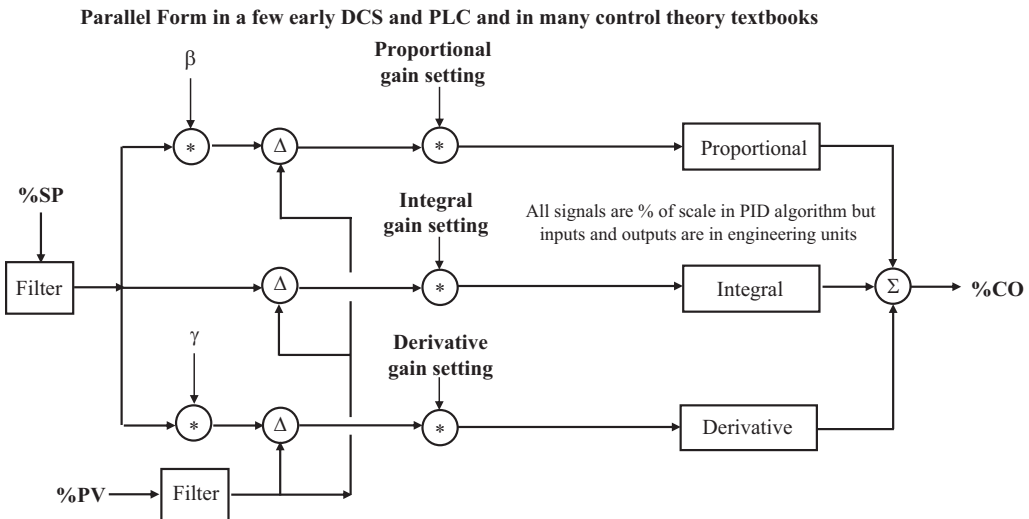 Parallel Form in a few early DCS and PLC and in many control theory textbooks
β
Proportional
gain setting
*
Δ
*
Proportional
%SP
Integral
gain setting
All signals are % of scale in PID algorithm but
inputs and outputs are in engineering units
Filter
Δ
*
Integral
Σ
%CO
γ
Derivative
gain setting
*
Δ
*
Derivative
%PV
Filter